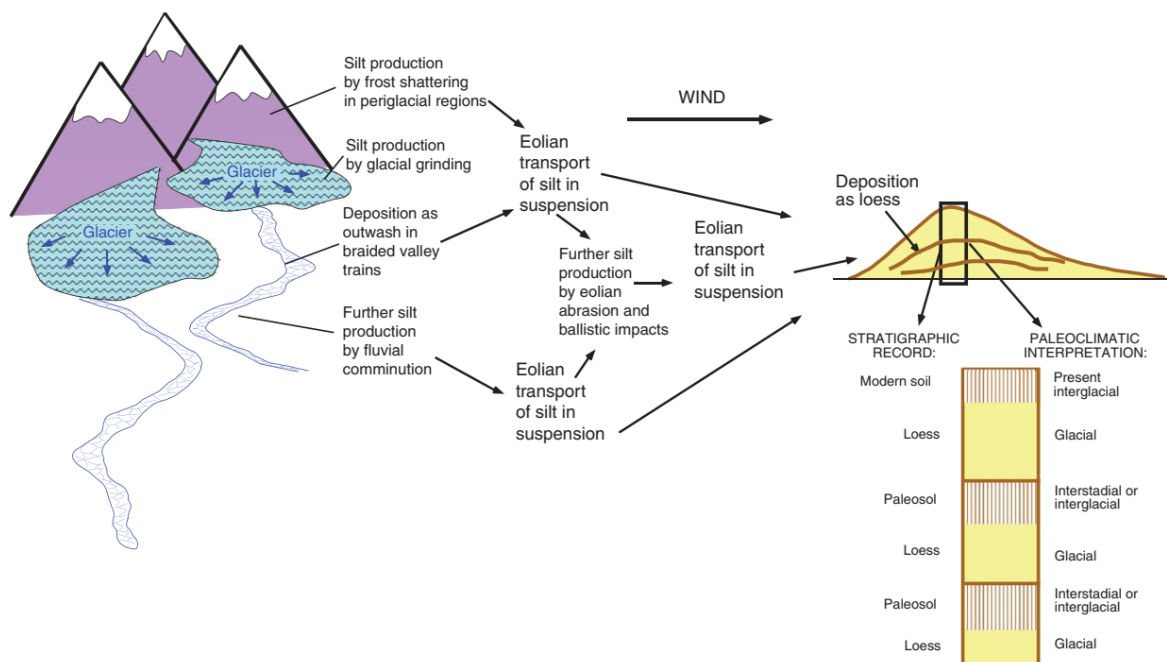 Silt production
by frost shattering
in periglacial regions
WIND
Eolian
transport
of silt in
suspension
Silt production
by glacial grinding
Glacier
Glacier
Deposition as
outwash in
braided valley
trains
Further silt
production
by fluvial
comminution
Further silt
production
by eolian
abrasion and
ballistic impacts
Eolian
transport
of silt in
suspension
Eolian
transport
of silt in
suspension
Deposition
as loess
STRATIGRAPHIC
RECORD:
PALEOCLIMATIC
INTERPRETATION:
Modern soil
Present
interglacial
Loess
Glacial
Paleosol
Interstadial or
interglacial
Loess
Glacial
Paleosol
Interstadial or
interglacial
Loess
Glacial